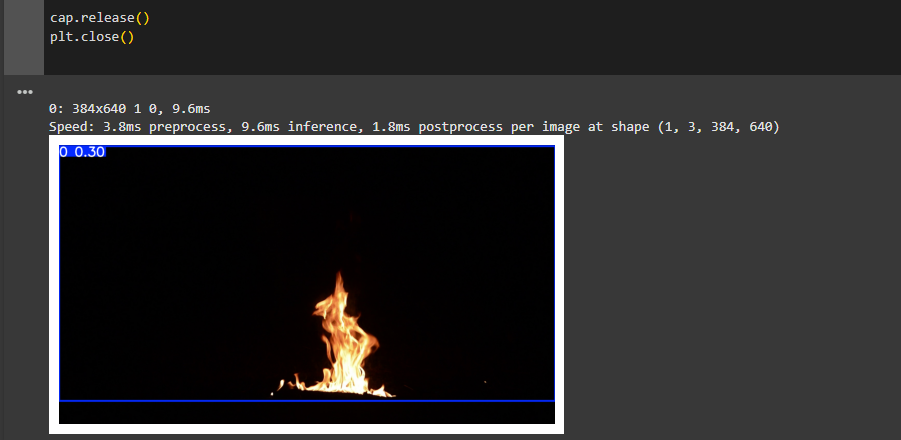 cap.release()
plt.close()
0: 384x640 1 0, 9.6ms
Speed: 3.8ms preprocess, 9.6ms inference, 1.8ms postprocess per image at shape (1, 3, 384, 640)
0 0.30